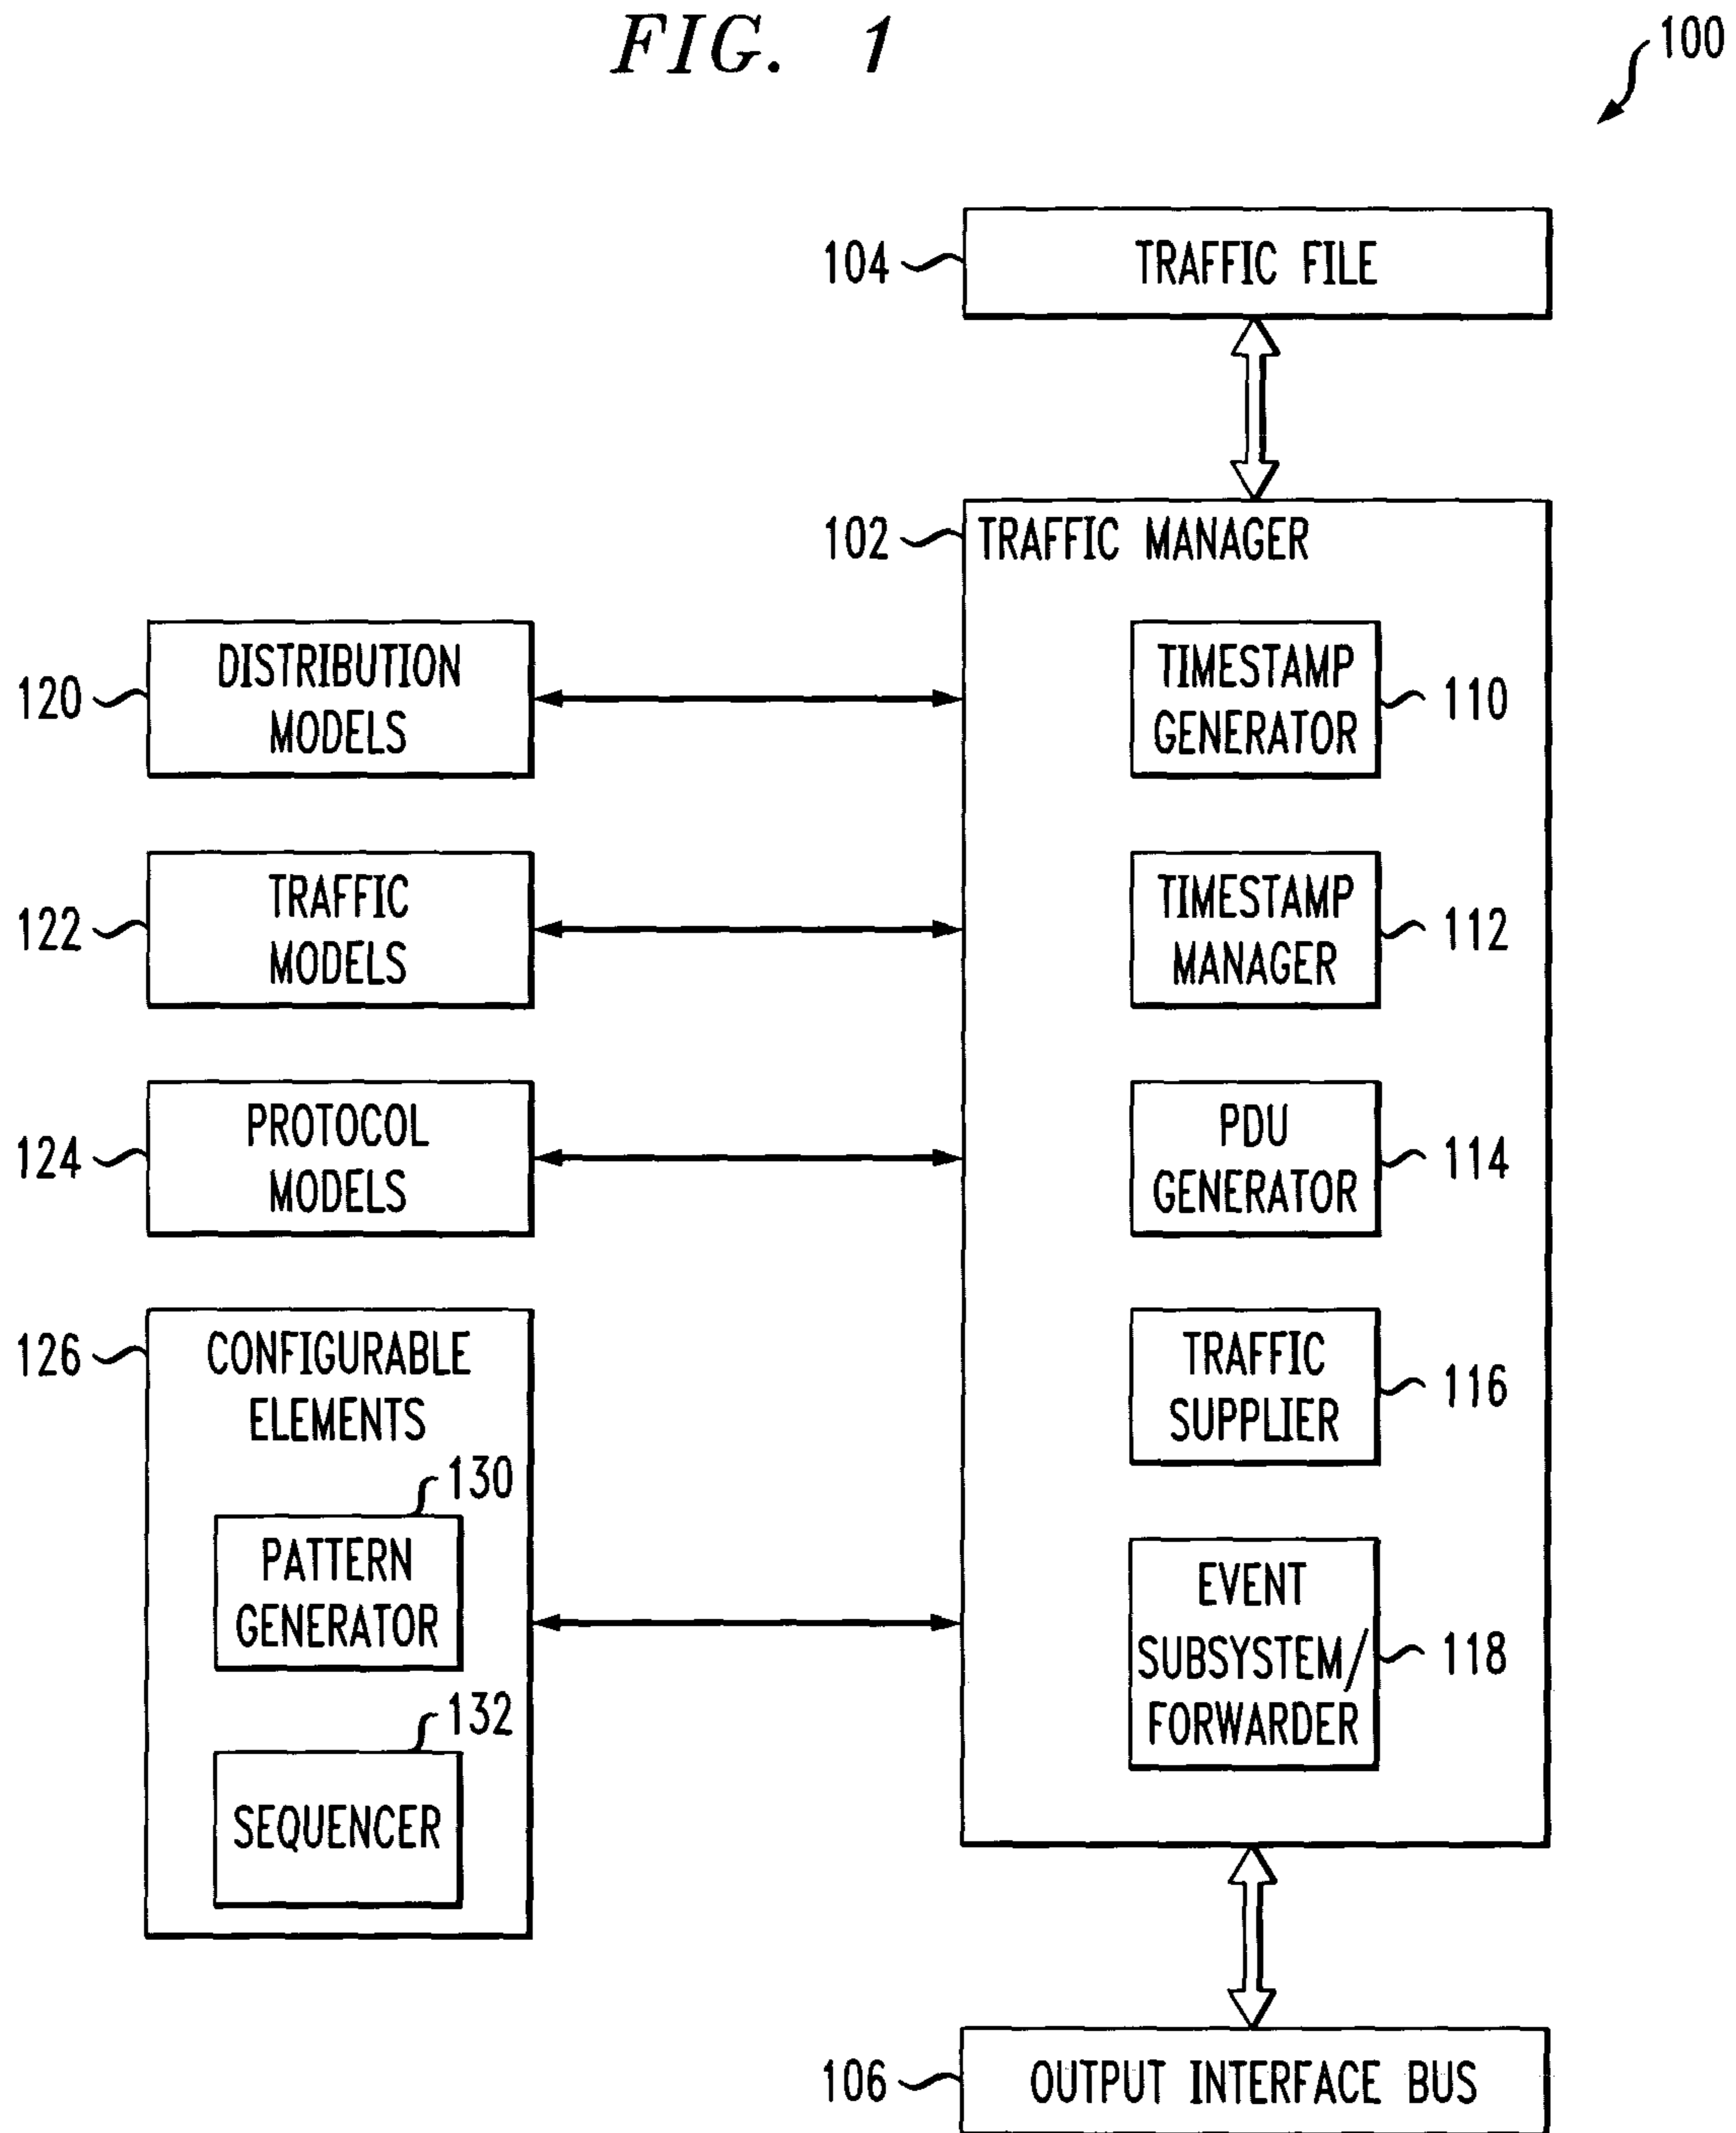 FIG. 1
100
104
TRAFFIC FILE
102
TRAFFIC MANAGER
120
DISTRIBUTION
MODELS
TIMESTAMP
GENERATOR
110
122
TRAFFIC
MODELS
TIMESTAMP
MANAGER
112
124
PROTOCOL
MODELS
PDU
GENERATOR
114
126
CONFIGURABLE
ELEMENTS
130
PATTERN
GENERATOR
132
SEQUENCER
TRAFFIC
SUPPLIER
116
EVENT
SUBSYSTEM/
FORWARDER
118
106
OUTPUT INTERFACE BUS